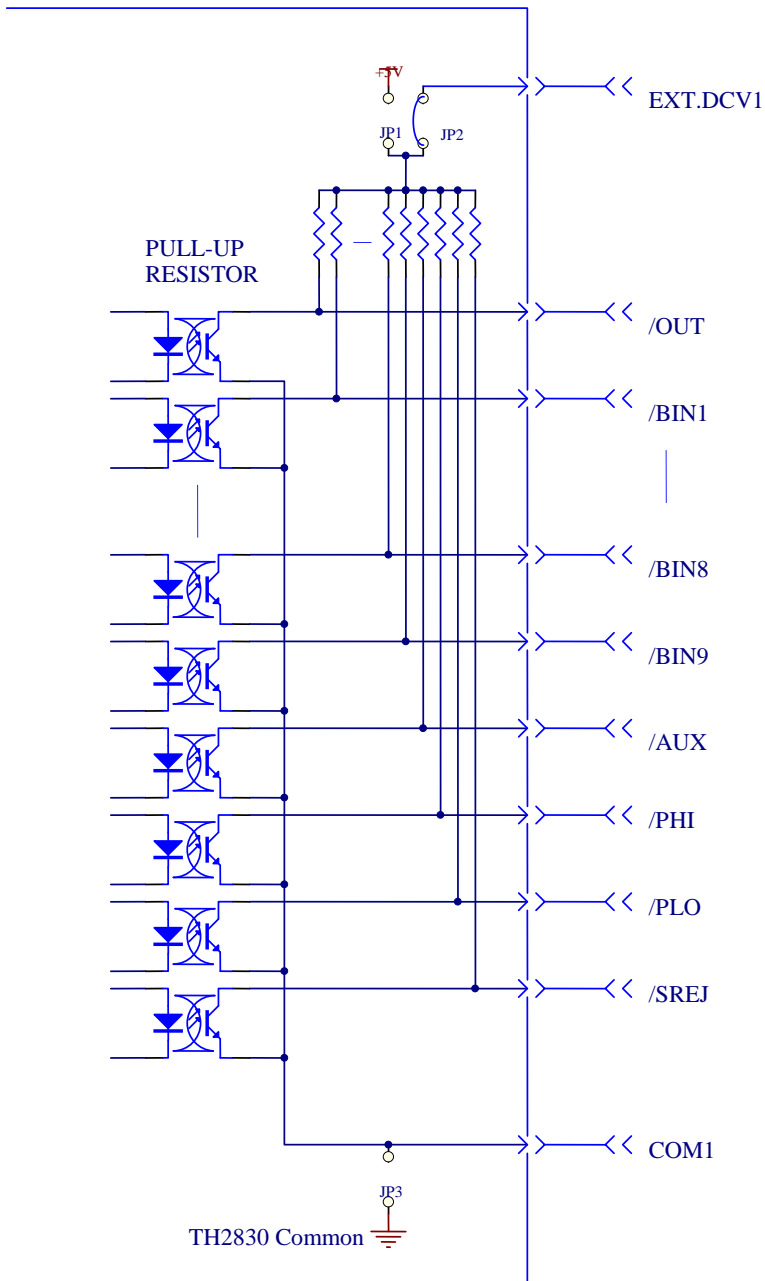 +5V
EXT.DCV1
JP1
JP2
PULL-UP
RESISTOR
/OUT
/BIN1
/BIN8
/BIN9
/AUX
/PHI
/PLO
/SREJ
COM1
JP3
TH2830 Common